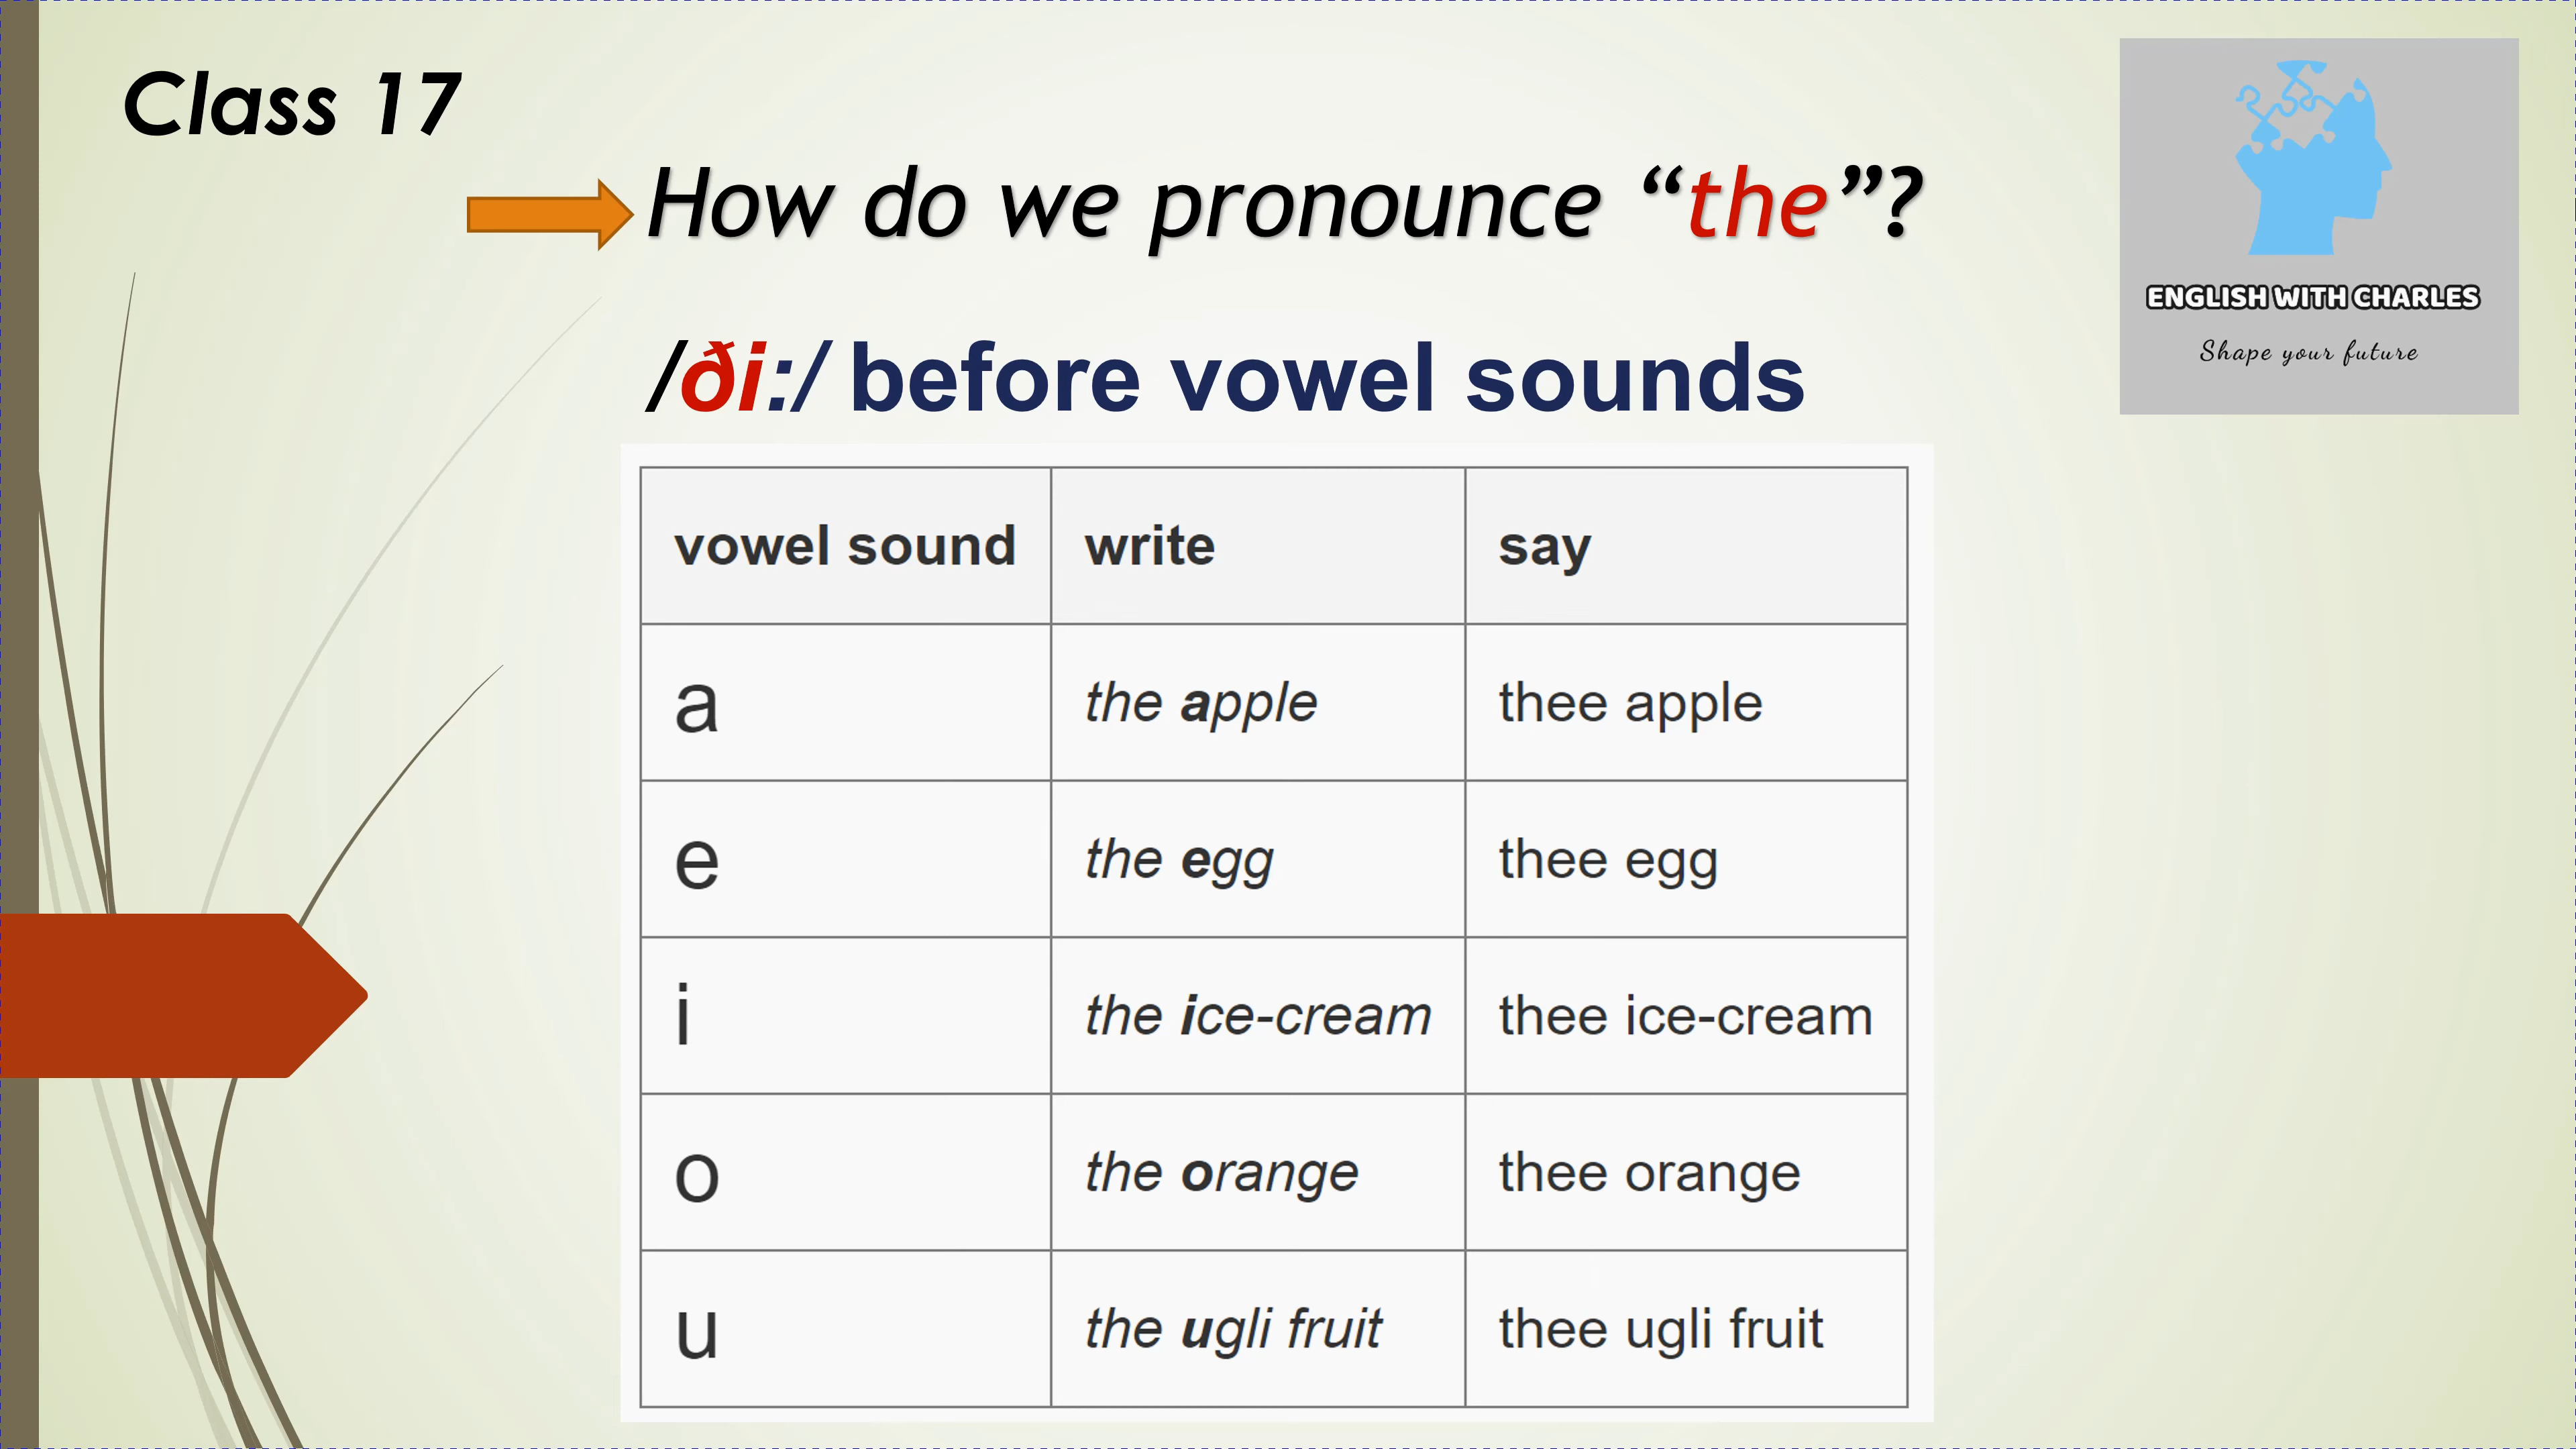 Class 17
How do we pronounce “the”?
/ði:/ before vowel sounds
ENGLISH WITH CHARLES
Shape your future
vowel sound write say
a the apple thee apple
e the egg thee egg
i the ice-cream thee ice-cream
o the orange thee orange
u the ugli fruit thee ugli fruit